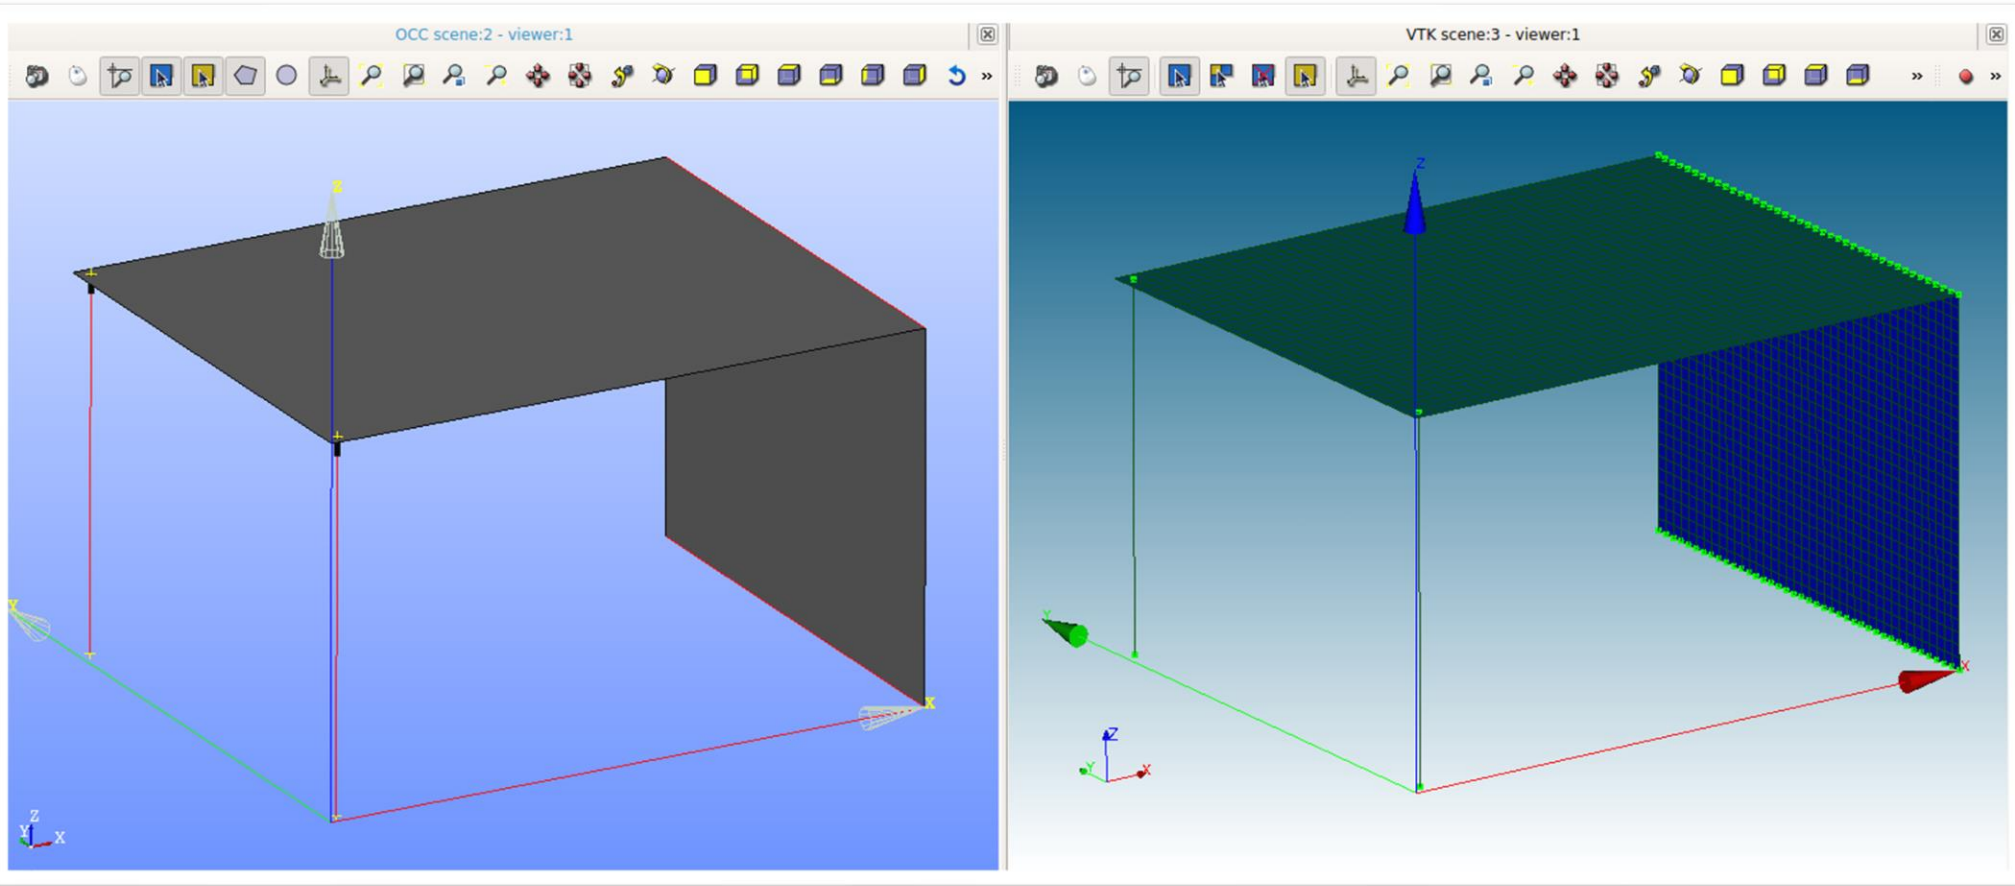 OCC scene:2 - viewer:1
VTK scene:3 - viewer:1
»
»
»
Z
Z
Y
X
Y
X
Z
Y
X
Z
Y
X